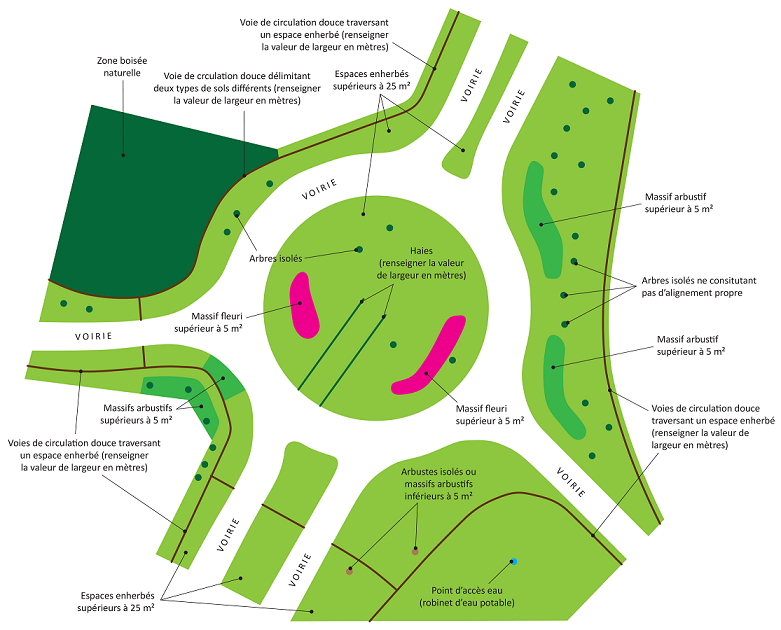 Voie de circulation douce traversant
un espace enherbé (renseigner
la valeur de largeur en mètres)
Zone boisée
naturelle
Voie de crculation douce délimitant
deux types de sols différents (renseigner
la valeur de largeur en mètres)
Espaces enherbés
supérieurs à 25 m²
VOIRIE
VOIRIE
VOIRIE
Massif arbustif
supérieur à 5 m²
Arbres isolés
Haies
(renseigner la valeur
de largeur en mètres)
Arbres isolés ne consitutant
pas d'alignement propre
Massif fleuri
supérieur à 5 m²
VOIRIE
Massif arbustif
supérieur à 5 m²
Massifs arbustifs
supérieurs à 5 m²
Massif fleuri
supérieur à 5 m²
Voies de circulation douce
traversant un espace enherbé
(renseigner la valeur de
largeur en mètres)
Voies de circulation douce traversant
un espace enherbé (renseigner
la valeur de largeur en mètres)
Arbustes isolés ou
massifs arbustifs
inférieurs à 5 m²
VOIRIE
VOIRIE
VOIRIE
Espaces enherbés
supérieurs à 25 m²
Point d'accès eau
(robinet d'eau potable)